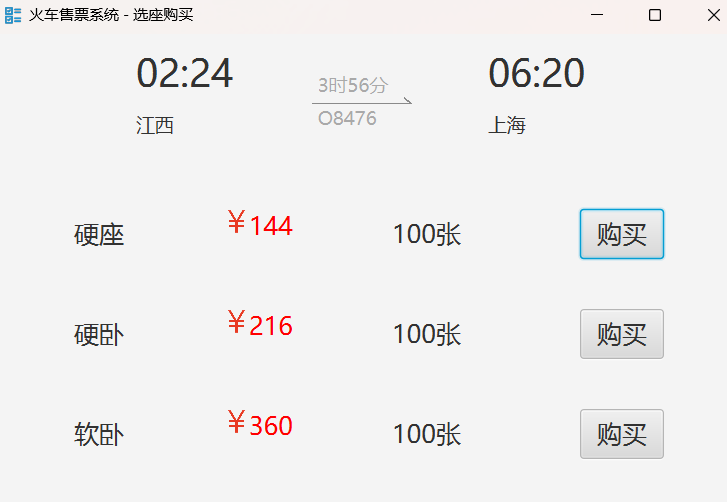 火车售票系统 - 选座购买
02:24
3时56分
06:20
江西
O8476
上海
硬座 ￥144 100张 购买
硬卧 ￥216 100张 购买
软卧 ￥360 100张 购买